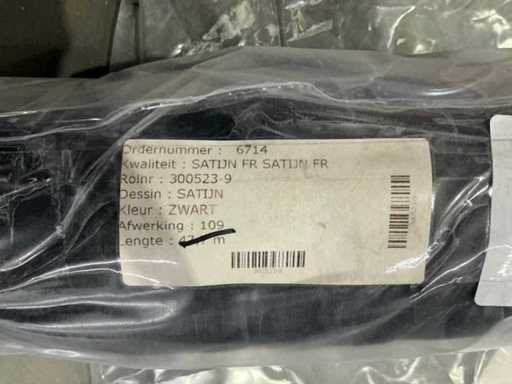 Ordernummer : 6714
Kwaliteit : SATIJN FR SATIJN FR
Rolnr : 300523-9
Dessin : SATIJN
Kleur : ZWART
Afwerking : 109
Lengte : m